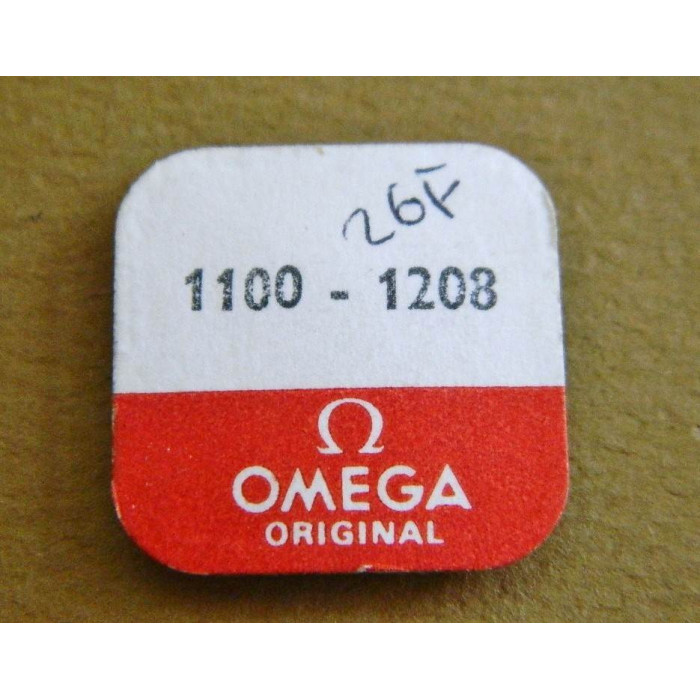 26F
1100 - 1208
Ω
OMEGA
ORIGINAL